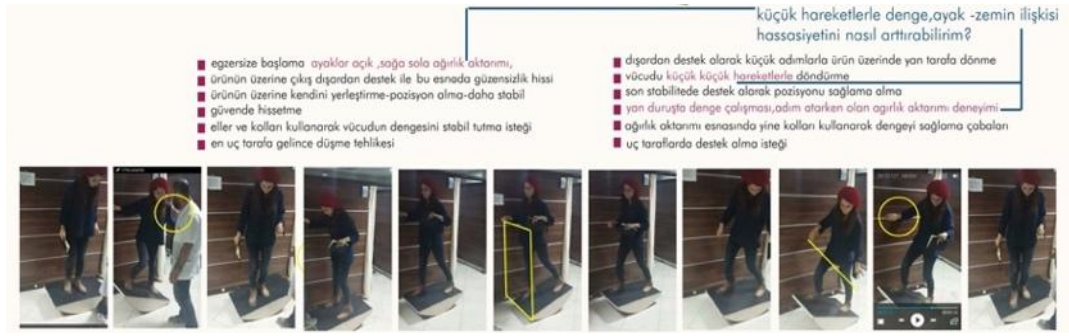 küçük hareketlerle denge,ayak -zemin ilişkisi
hassasiyetini nasıl arttırabilirim?
egzersize başlama ayaklar açık ,sağa sola ağırlık aktarımı,
ürünün üzerine çıkış dışardan destek ile bu esnada güzensizlik hissi
ürünün üzerine kendini yerleştirme-pozisyon alma-daha stabil
güvende hissetme
eller ve kolları kullanarak vücudun dengesini stabil tutma isteği
en uç tarafa gelince düşme tehlikesi
dışardan destek olarak küçük adımlarla ürün üzerinde yan tarafa dönme
vücudu küçük küçük hareketlerle döndürme
son stabilitede destek alarak pozisyonu sağlama alma
yan duruşta denge çalışması,adım atarken olan agırlık aktarımı deneyimi
ağırlık aktarımı esnasında yine kolları kullanarak dengeyi sağlama çabaları
uç taraflarda destek alma isteği